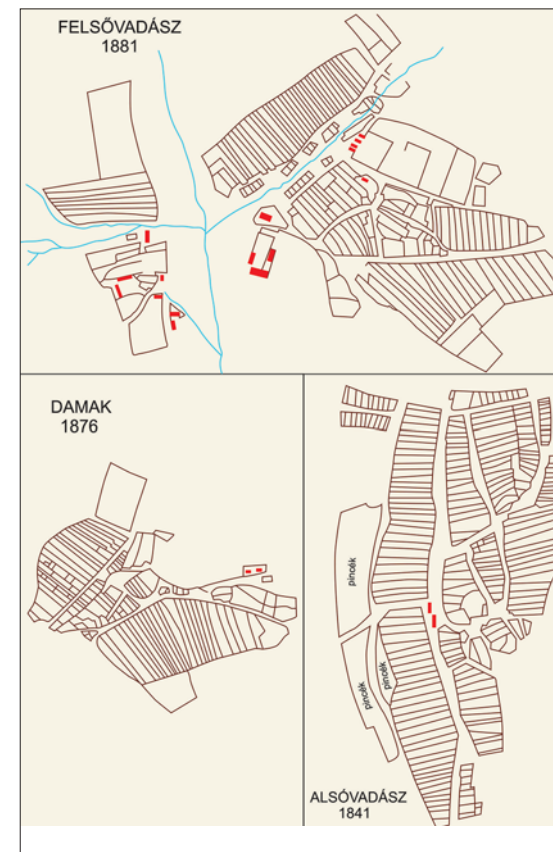 FELSŐVADÁSZ
1881
DAMAK
1876
pincék
pincék
pincék
ALSÓVADÁSZ
1841